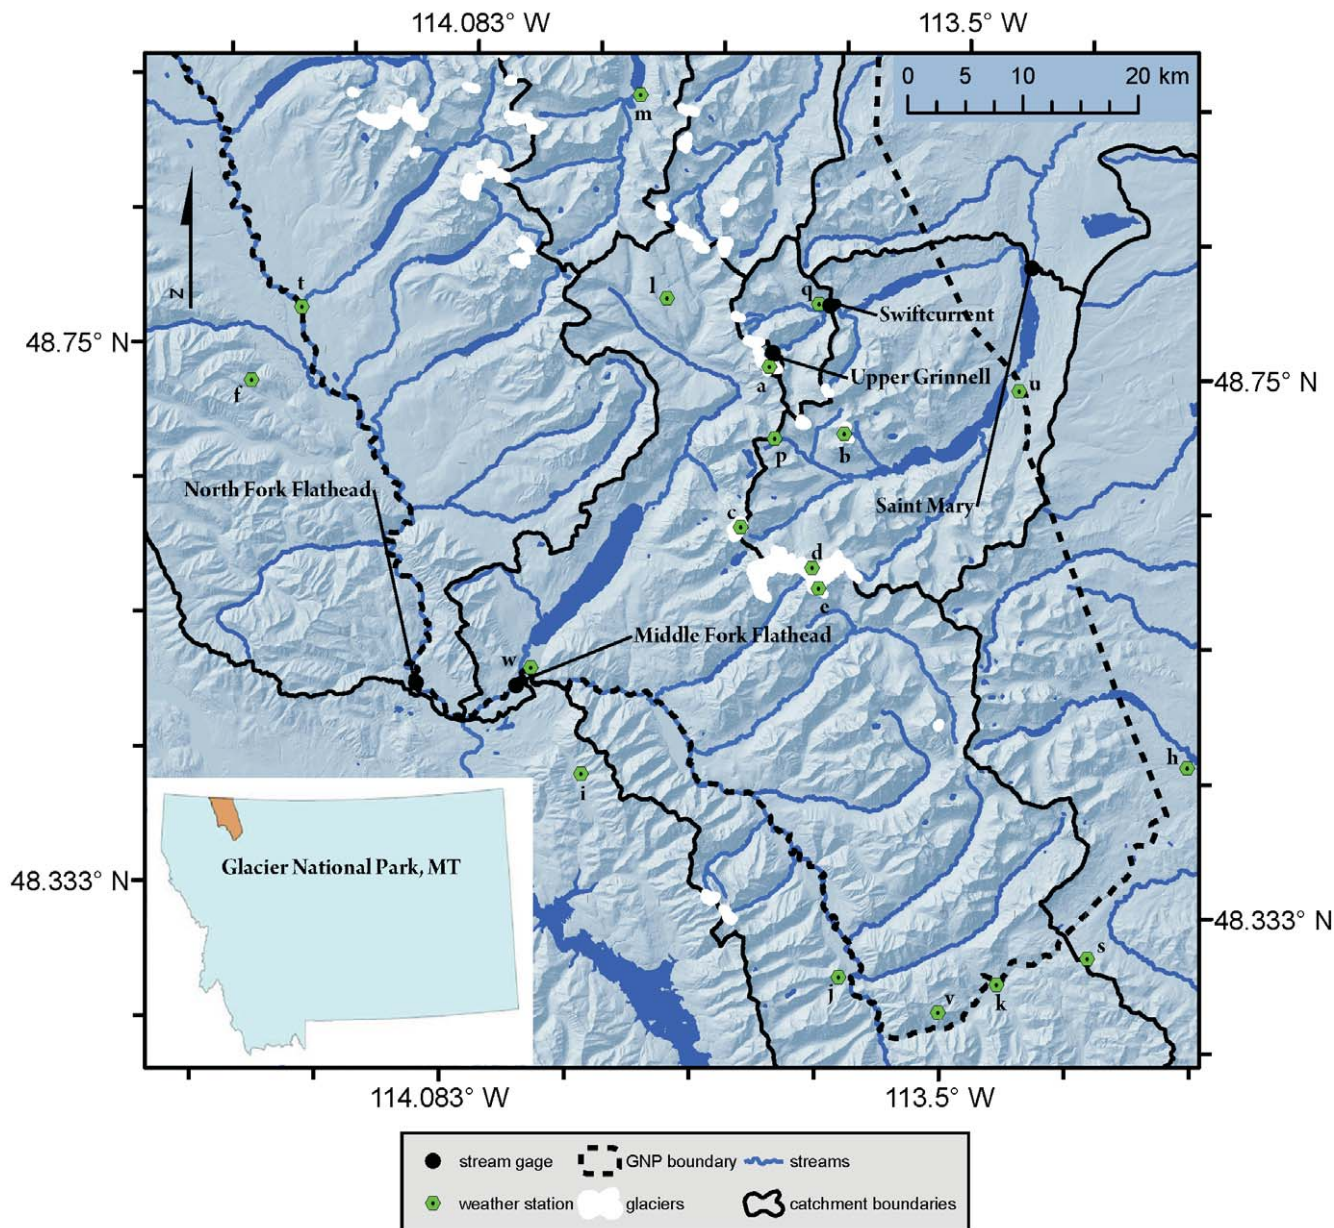 114.083° W
113.5° W
0 5 10 20 km
m
t
l
q
Swiftcurrent
N
48.75° N
f
a
Upper Grinnell
u
48.75° N
p
b
North Fork Flathead
c
Saint Mary
d
e
w
Middle Fork Flathead
h
i
Glacier National Park, MT
48.333° N
48.333° N
s
j
v
k
114.083° W
113.5° W
stream gage
GNP boundary
streams
weather station
glaciers
catchment boundaries